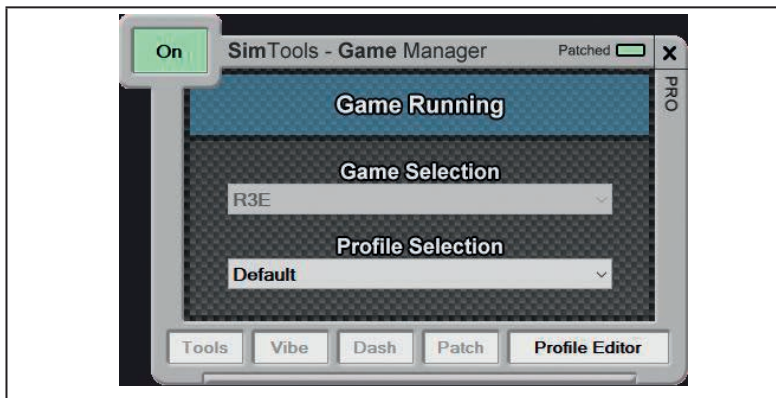 On
SimTools - Game Manager
Patched
PRO
Game Running
Game Selection
R3E
Profile Selection
Default
Tools
Vibe
Dash
Patch
Profile Editor